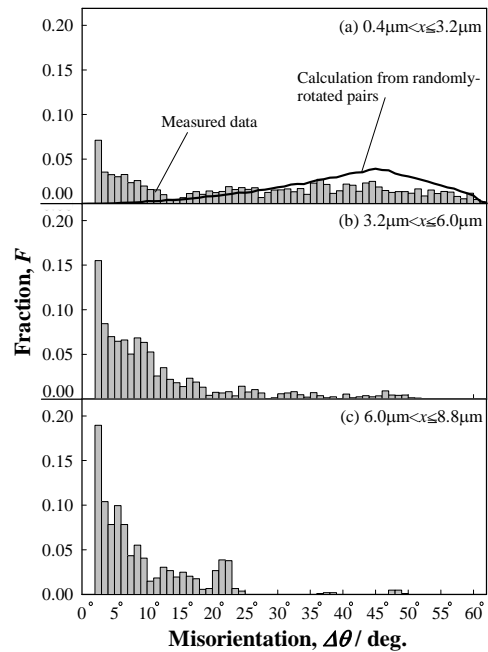 0.20
(a) 0.4μm<x≦3.2μm
0.15
Calculation from randomly-
rotated pairs
0.10
Measured data
0.05
0.00
0.20
(b) 3.2μm<x≦6.0μm
0.15
0.10
0.05
0.00
0.20
(c) 6.0μm<x≦8.8μm
0.15
0.10
0.05
0.00
Fraction, F
0° 5° 10° 15° 20° 25° 30° 35° 40° 45° 50° 55° 60°
Misorientation, Δθ / deg.